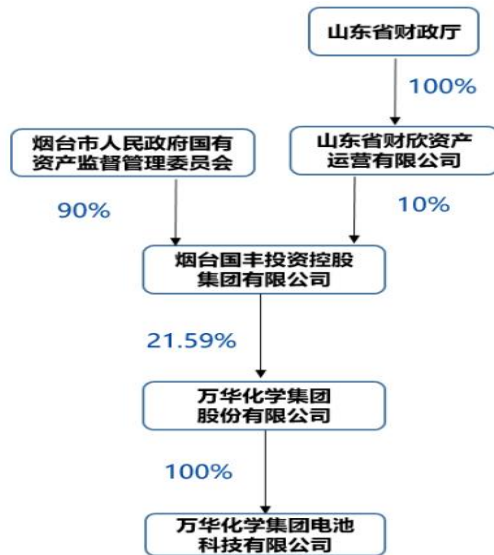 山东省财政厅
100%
烟台市人民政府国有
资产监督管理委员会
山东省财欣资产
运营有限公司
90%
10%
烟台国丰投资控股
集团有限公司
21.59%
万华化学集团
股份有限公司
100%
万华化学集团电池
科技有限公司